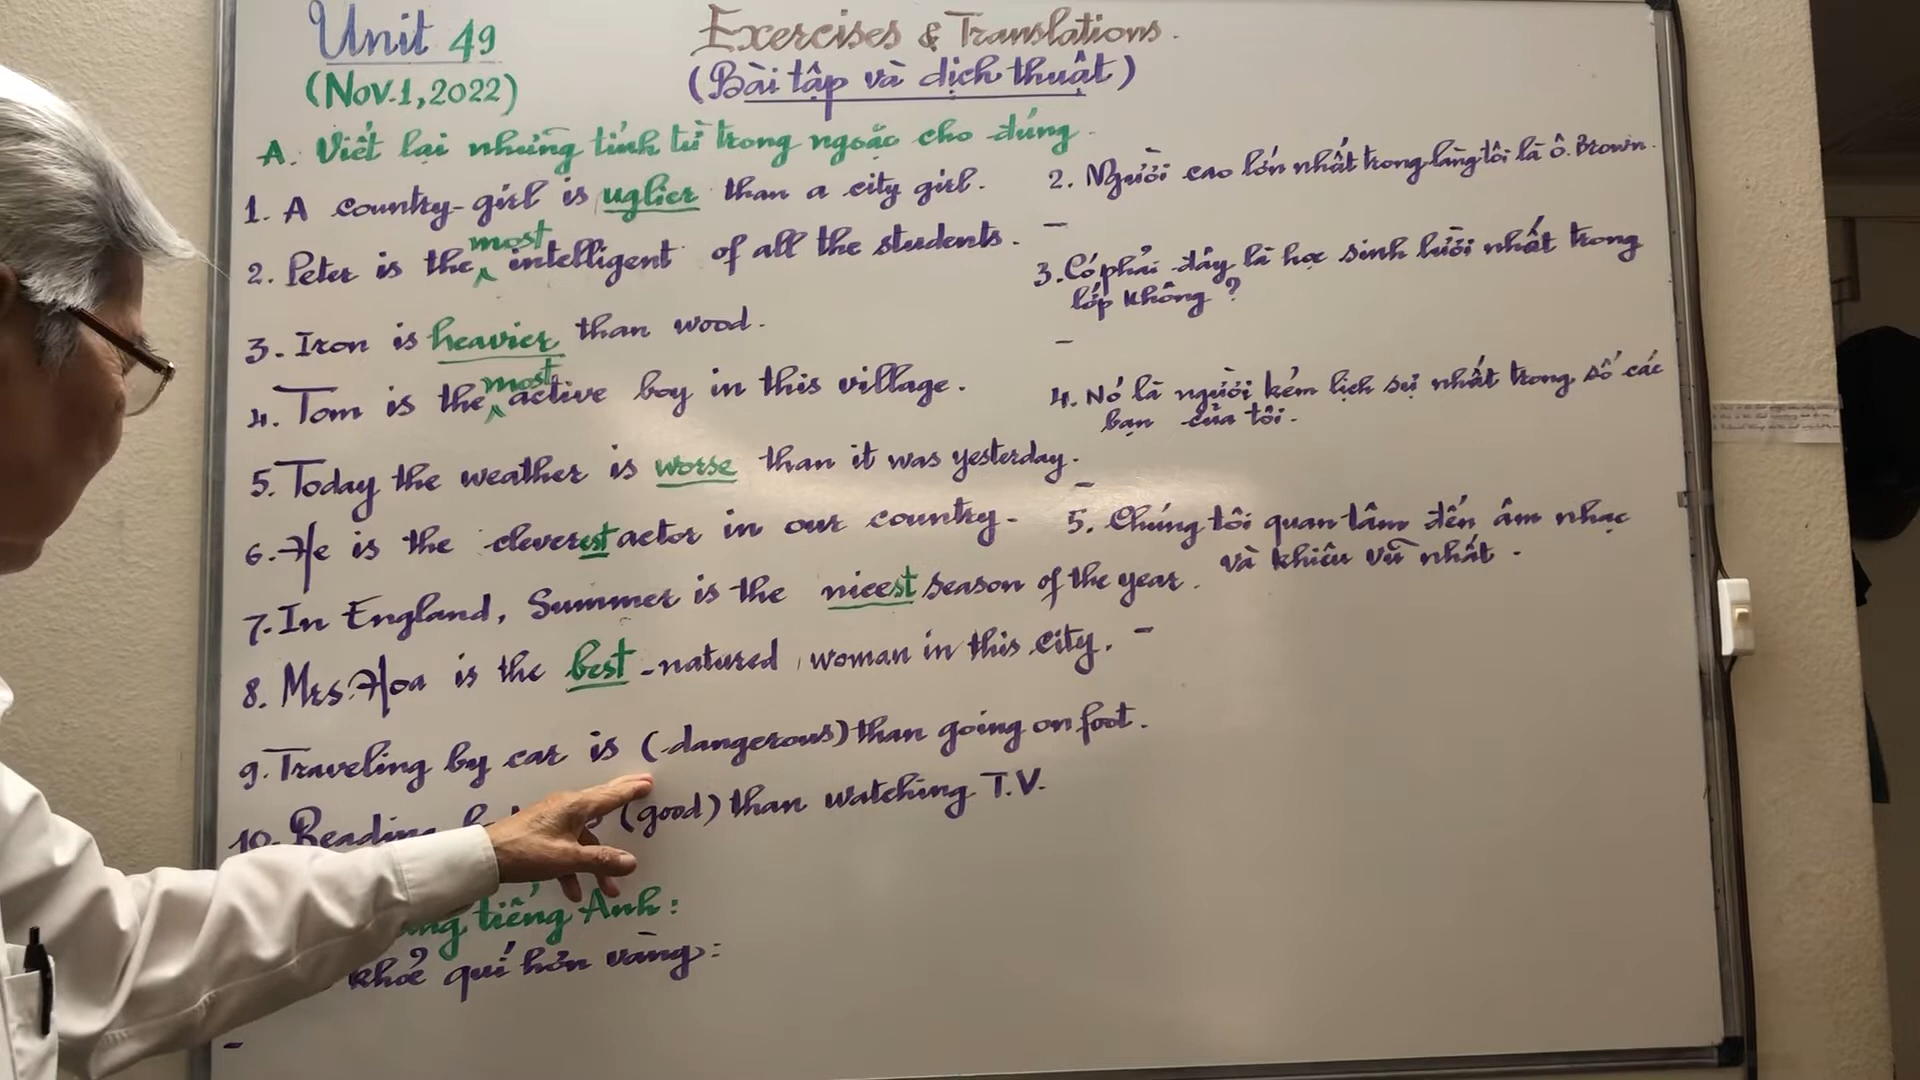 Unit 49
(Nov.1,2022)
Exercises & Translations.
(Bài tập và dịch thuật)
A. Viết lại những tính từ trong ngoặc cho đúng.
1. A country-girl is uglier than a city girl.
2. Peter is the most intelligent of all the students.
3. Iron is heavier than wood.
4. Tom is the most active boy in this village.
5. Today the weather is worse than it was yesterday.
6. He is the cleverest actor in our country.
7. In England, Summer is the nicest season of the year.
8. Mrs. Hoa is the best-natured woman in this city.
9. Traveling by car is (dangerous) than going on foot.
10. Reading (good) than watching T.V.
tiếng Anh:
khỏe quí hơn vàng:
-
2. Người cao lớn nhất trong làng tôi là ô. Brown.
-
3. Có phải đây là học sinh lười nhất trong
lớp không?
-
4. Nó là người kém lịch sự nhất trong số các
bạn của tôi.
-
5. Chúng tôi quan tâm đến âm nhạc
và khiêu vũ nhất.
-